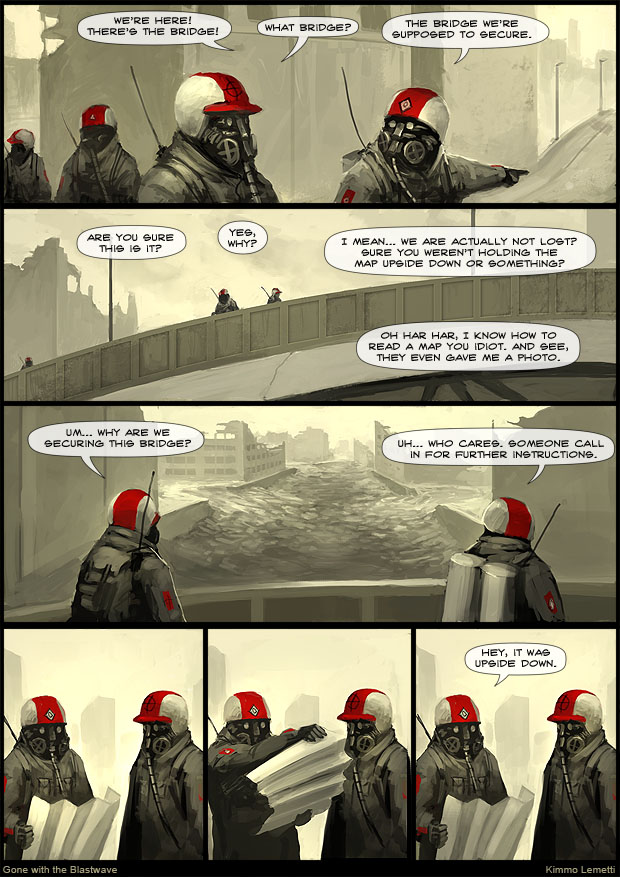 WE'RE HERE!
THERE'S THE BRIDGE!
WHAT BRIDGE?
THE BRIDGE WE'RE
SUPPOSED TO SECURE.
ARE YOU SURE
THIS IS IT?
YES,
WHY?
I MEAN... WE ARE ACTUALLY NOT LOST?
SURE YOU WEREN'T HOLDING THE
MAP UPSIDE DOWN OR SOMETHING?
OH HAR HAR, I KNOW HOW TO
READ A MAP YOU IDIOT. AND SEE,
THEY EVEN GAVE ME A PHOTO.
UM... WHY ARE WE
SECURING THIS BRIDGE?
UH... WHO CARES. SOMEONE CALL
IN FOR FURTHER INSTRUCTIONS.
HEY, IT WAS
UPSIDE DOWN.
Gone with the Blastwave
Kimmo Lemetti